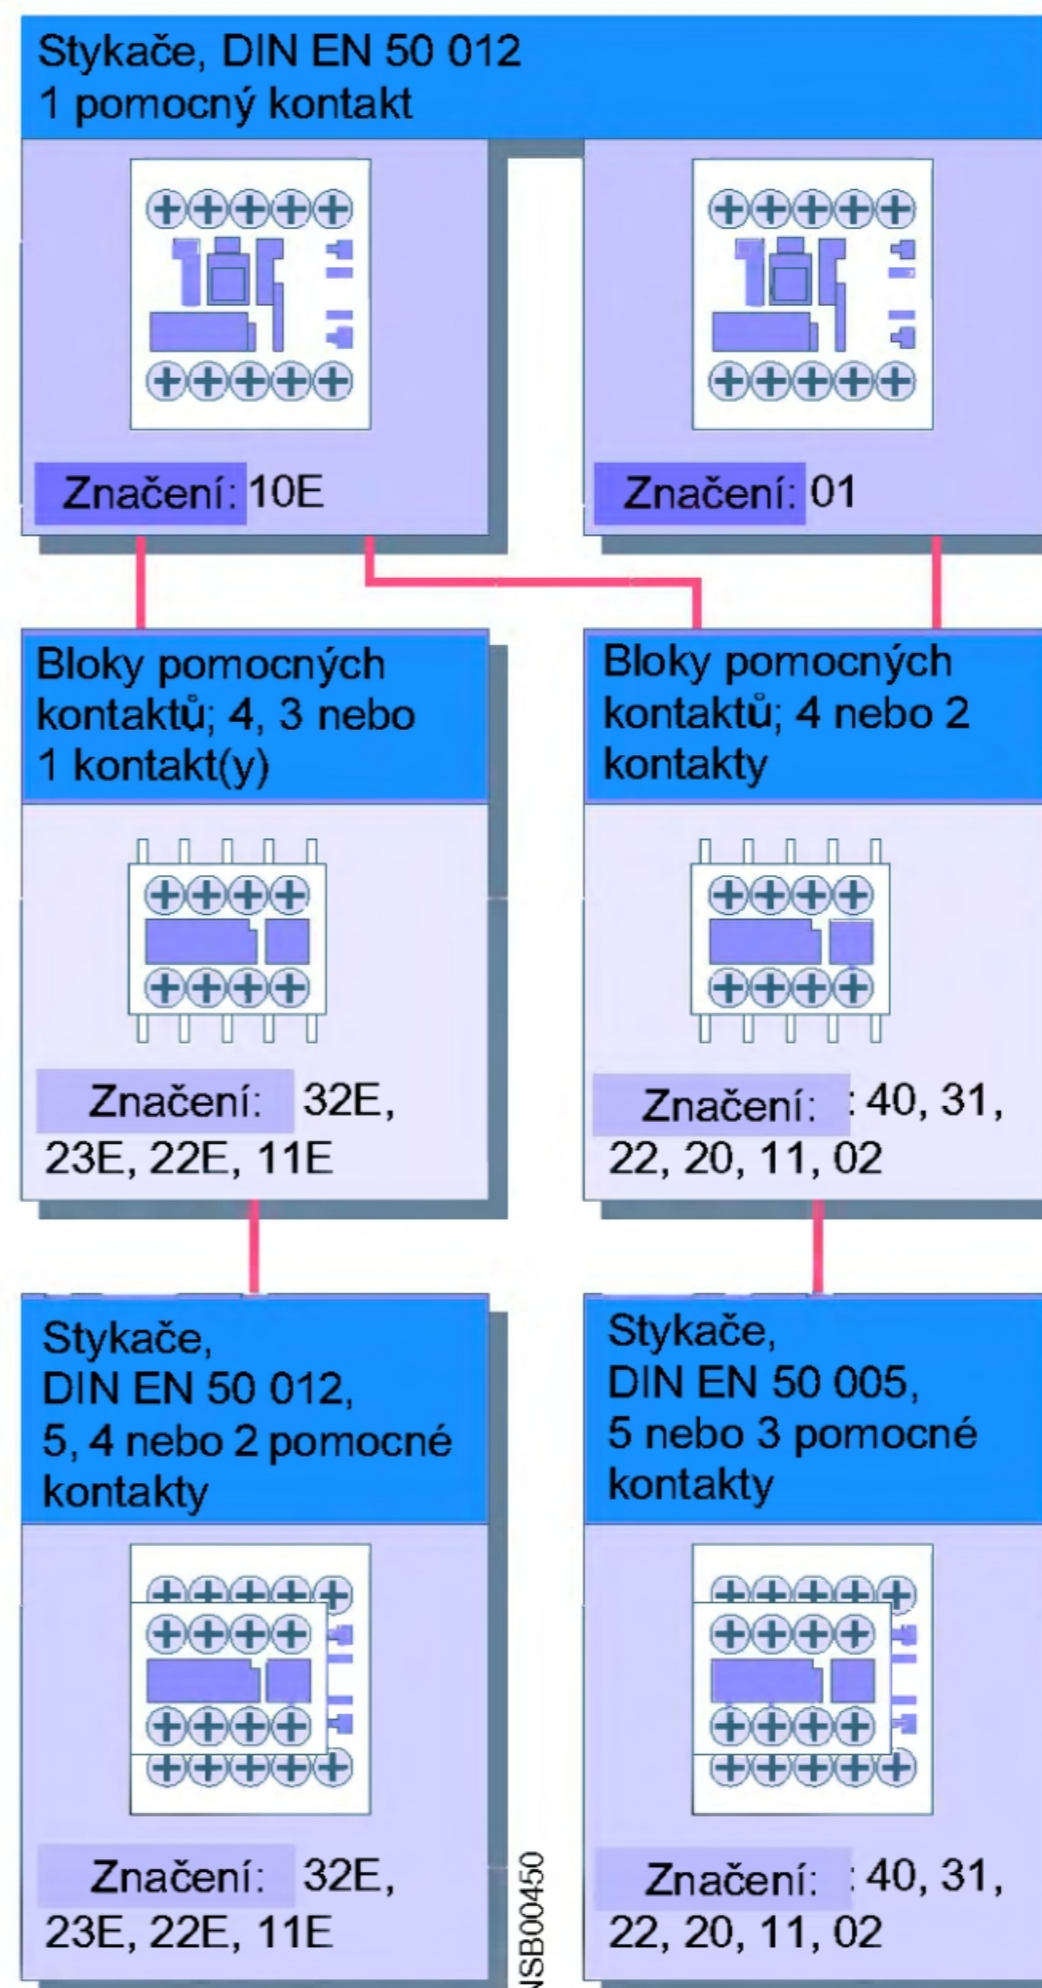 Stykače, DIN EN 50 012
1 pomocný kontakt
Značení: 10E
Značení: 01
Bloky pomocných
kontaktů; 4, 3 nebo
1 kontakt(y)
Bloky pomocných
kontaktů; 4 nebo 2
kontakty
Značení: 32E,
23E, 22E, 11E
Značení: : 40, 31,
22, 20, 11, 02
Stykače,
DIN EN 50 012,
5, 4 nebo 2 pomocné
kontakty
Stykače,
DIN EN 50 005,
5 nebo 3 pomocné
kontakty
Značení: 32E,
23E, 22E, 11E
NSB00450
Značení: : 40, 31,
22, 20, 11, 02